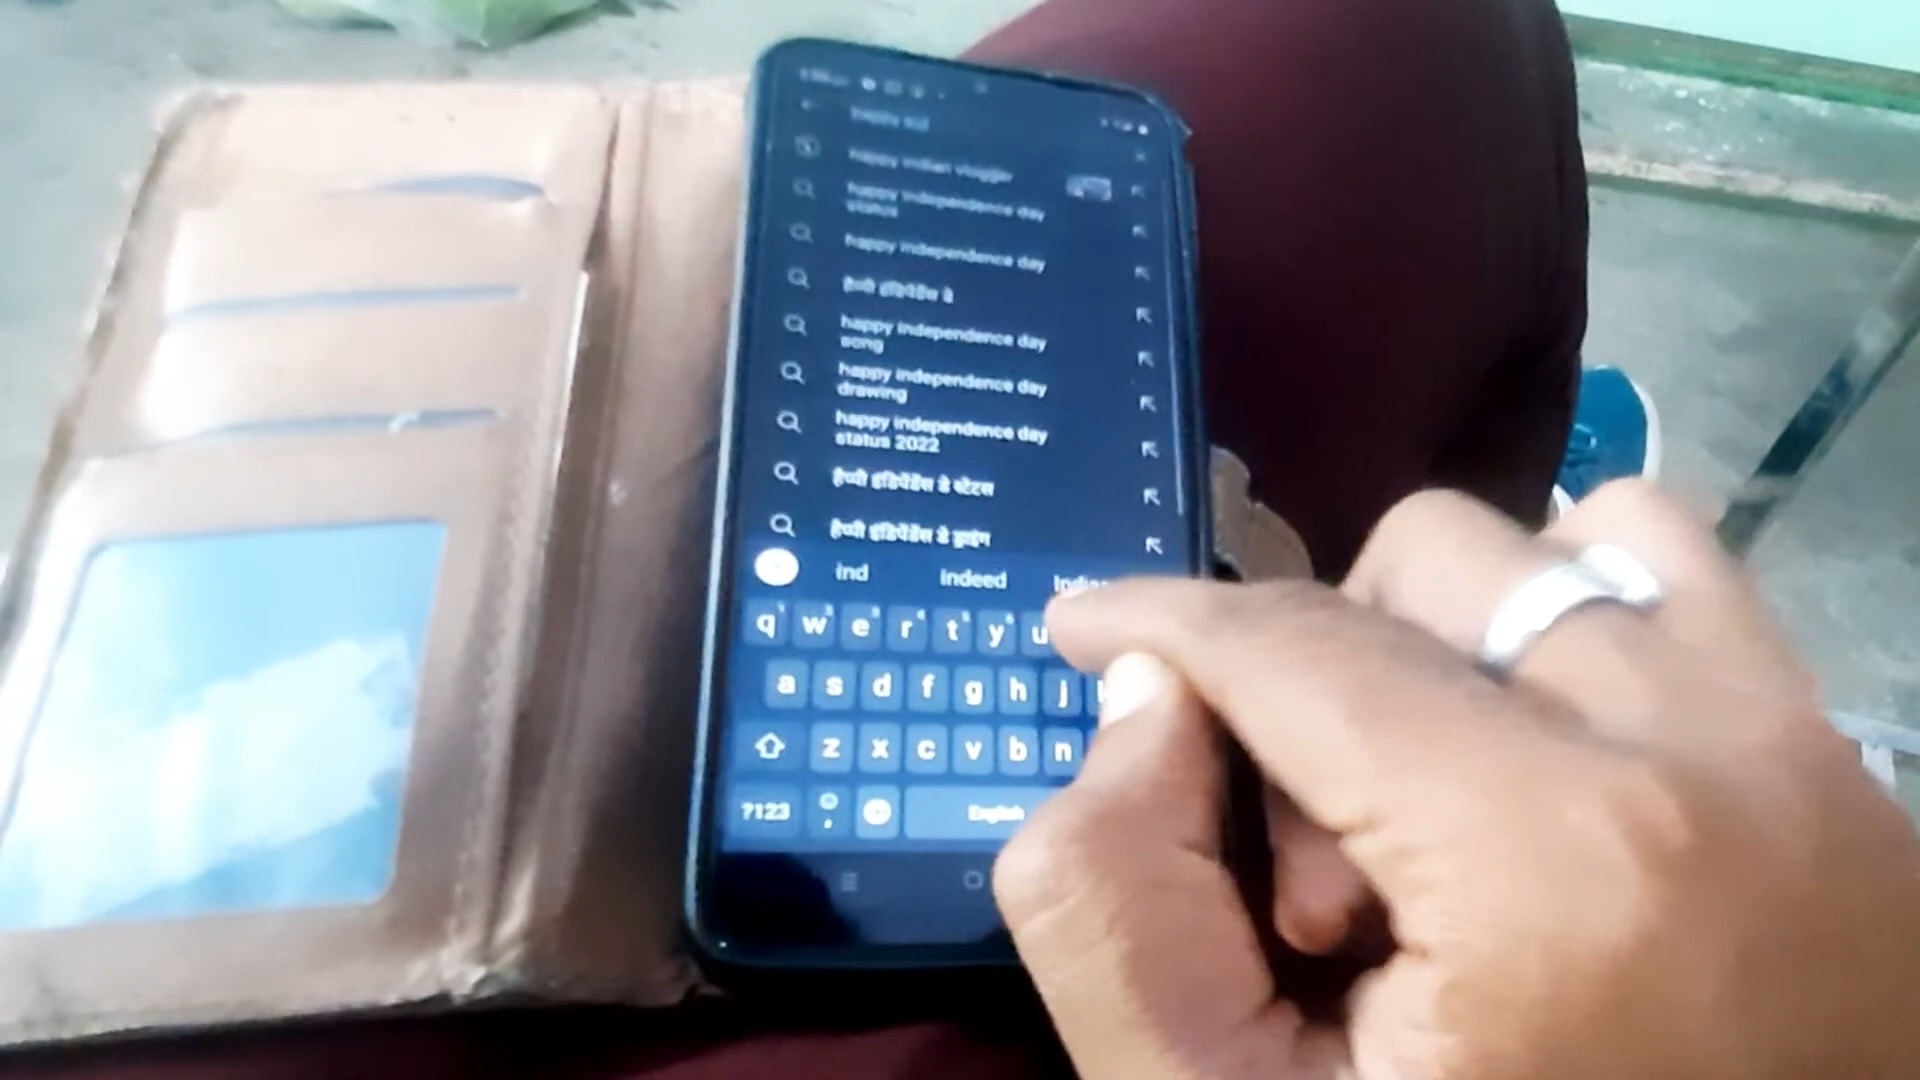 happy ind
happy indian vlogger
happy independence day
status
happy independence day
हैप्पी इंडिपेंडेंस डे
happy independence day
song
happy independence day
drawing
happy independence day
status 2022
हैप्पी इंडिपेंडेंस डे स्टेटस
हैप्पी इंडिपेंडेंस डे ड्राइंग
ind indeed
q w e r t y u
a s d f g h j
z x c v b n
?123 English